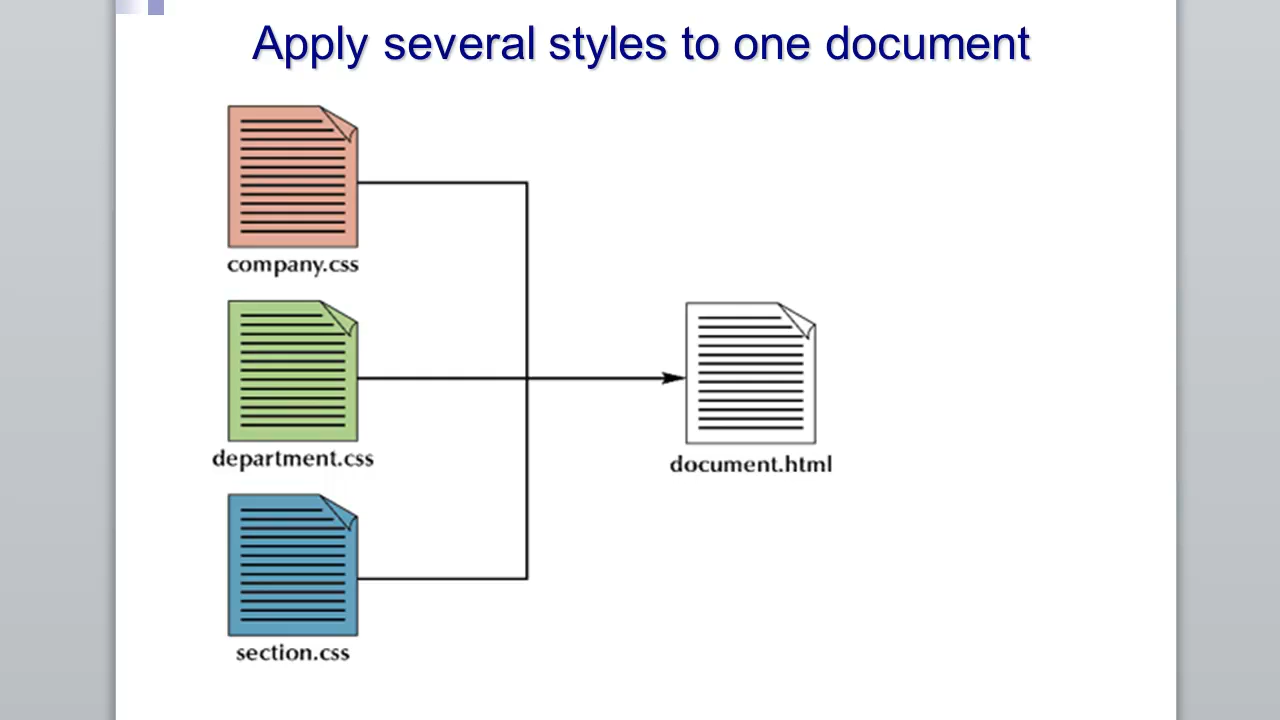 Apply several styles to one document
company.css
department.css
document.html
section.css